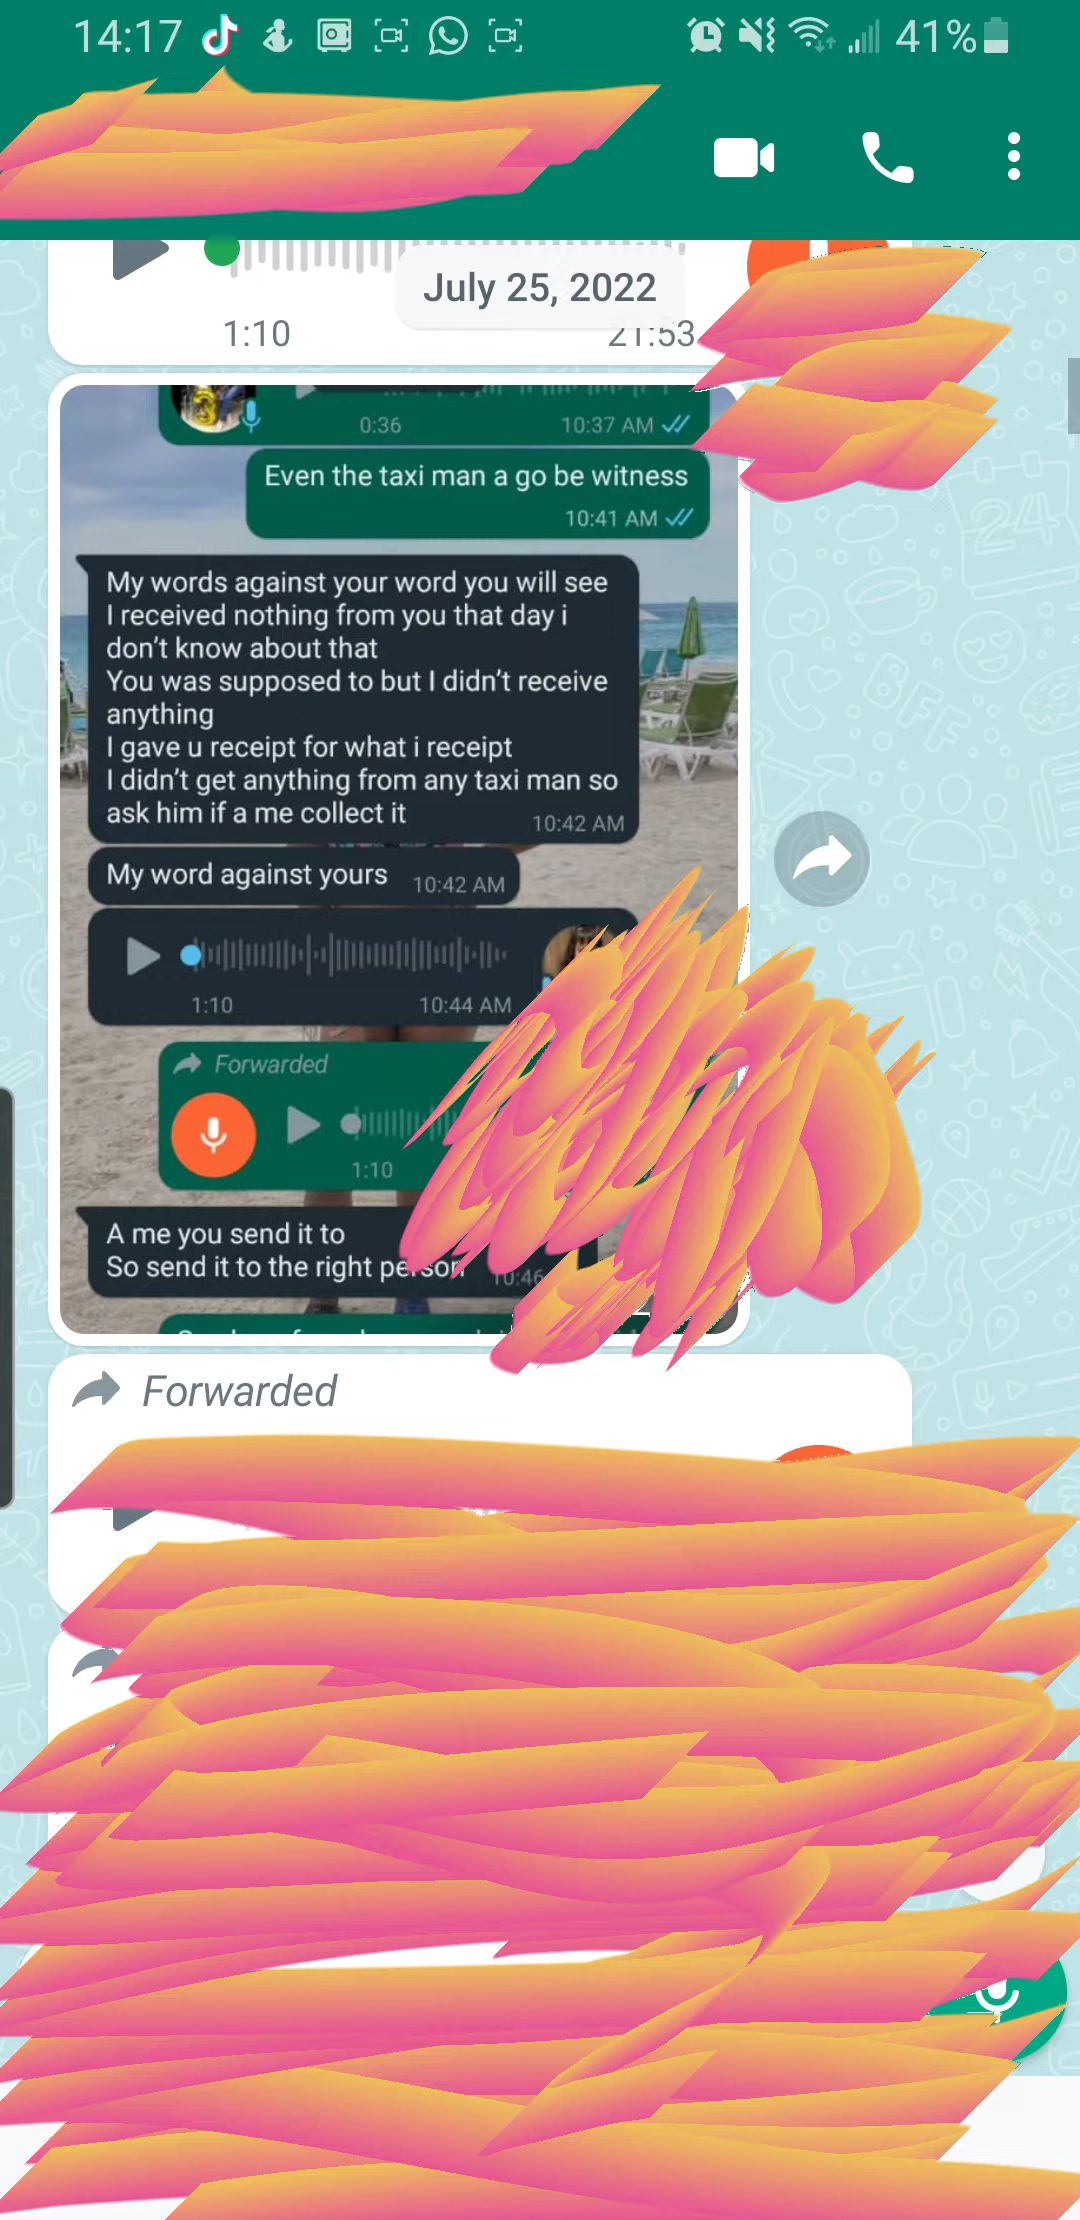 14:17
41%
July 25, 2022
1:10
21:53
0:36
10:37 AM
Even the taxi man a go be witness
10:41 AM
My words against your word you will see
I received nothing from you that day i
don't know about that
You was supposed to but I didn't receive
anything
I gave u receipt for what i receipt
I didn't get anything from any taxi man so
ask him if a me collect it
10:42 AM
My word against yours 10:42 AM
1:10
10:44 AM
Forwarded
1:10
A me you send it to
So send it to the right person
10:46
Forwarded